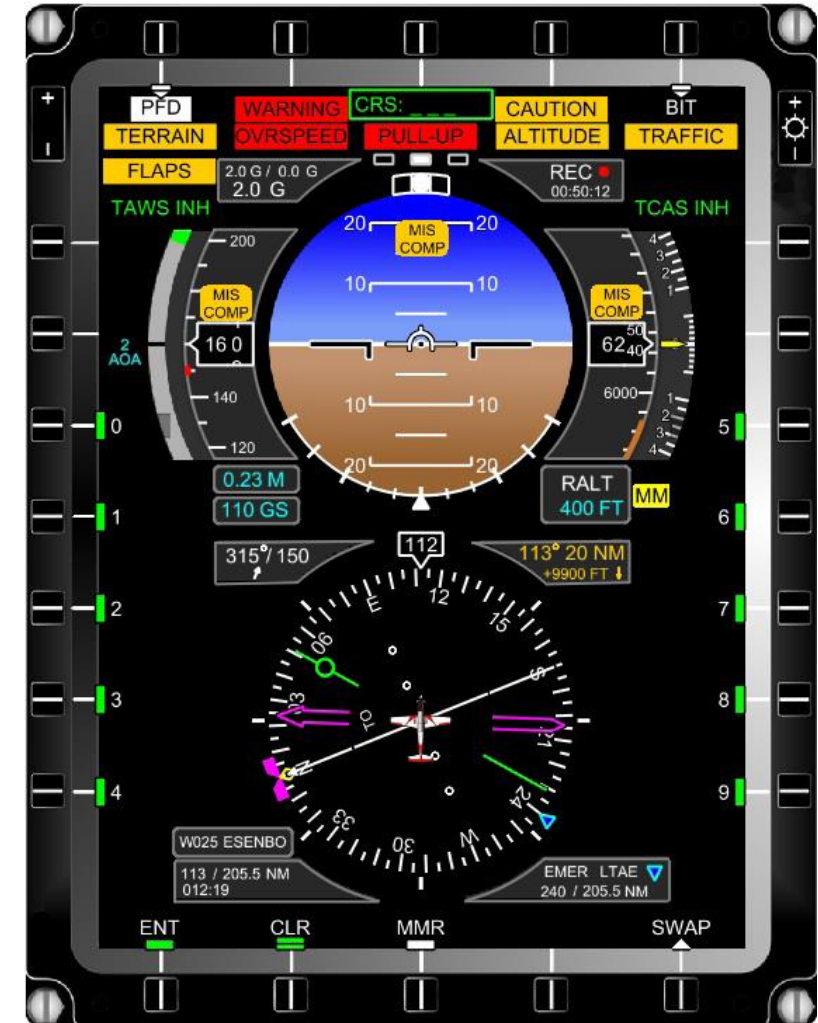 PFD WARNING CRS: _ _ _ CAUTION BIT
TERRAIN OVRSPEED PULL-UP ALTITUDE TRAFFIC
FLAPS
2.0 G / 0.0 G
2.0 G
REC
00:50:12
TAWS INH
TCAS INH
200
MIS
COMP
160
140
120
2
AOA
20 20
MIS
COMP
10 10
10 10
20 20
MIS
COMP
62
50
40
6000
4
3
2
1
1
2
3
4
0
1
2
3
4
5
6
7
8
9
0.23 M
110 GS
RALT
400 FT
MM
315°/ 150
112
113° 20 NM
+9900 FT
E
12
15
S
21
24
W
30
33
N
03
06
TO
W025 ESENBO
113 / 205.5 NM
012:19
EMER LTAE
240 / 205.5 NM
ENT CLR MMR SWAP